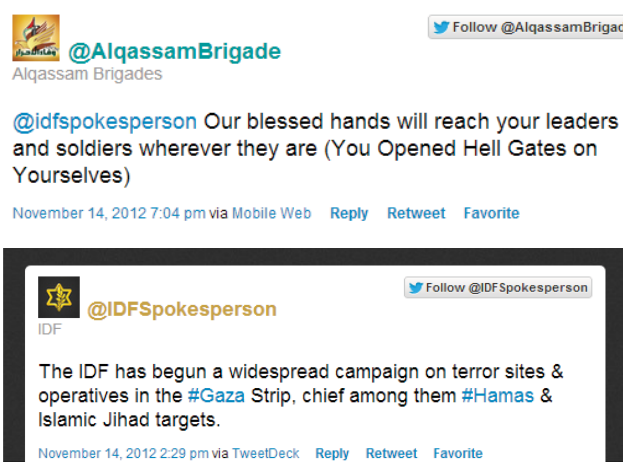 Follow @AlqassamBrigad
@AlqassamBrigade
Alqassam Brigades
@idfspokesperson Our blessed hands will reach your leaders
and soldiers wherever they are (You Opened Hell Gates on
Yourselves)
November 14, 2012 7:04 pm via Mobile Web Reply Retweet Favorite
Follow @IDFSpokesperson
@IDFSpokesperson
IDF
The IDF has begun a widespread campaign on terror sites &
operatives in the #Gaza Strip, chief among them #Hamas &
Islamic Jihad targets.
November 14, 2012 2:29 pm via TweetDeck Reply Retweet Favorite